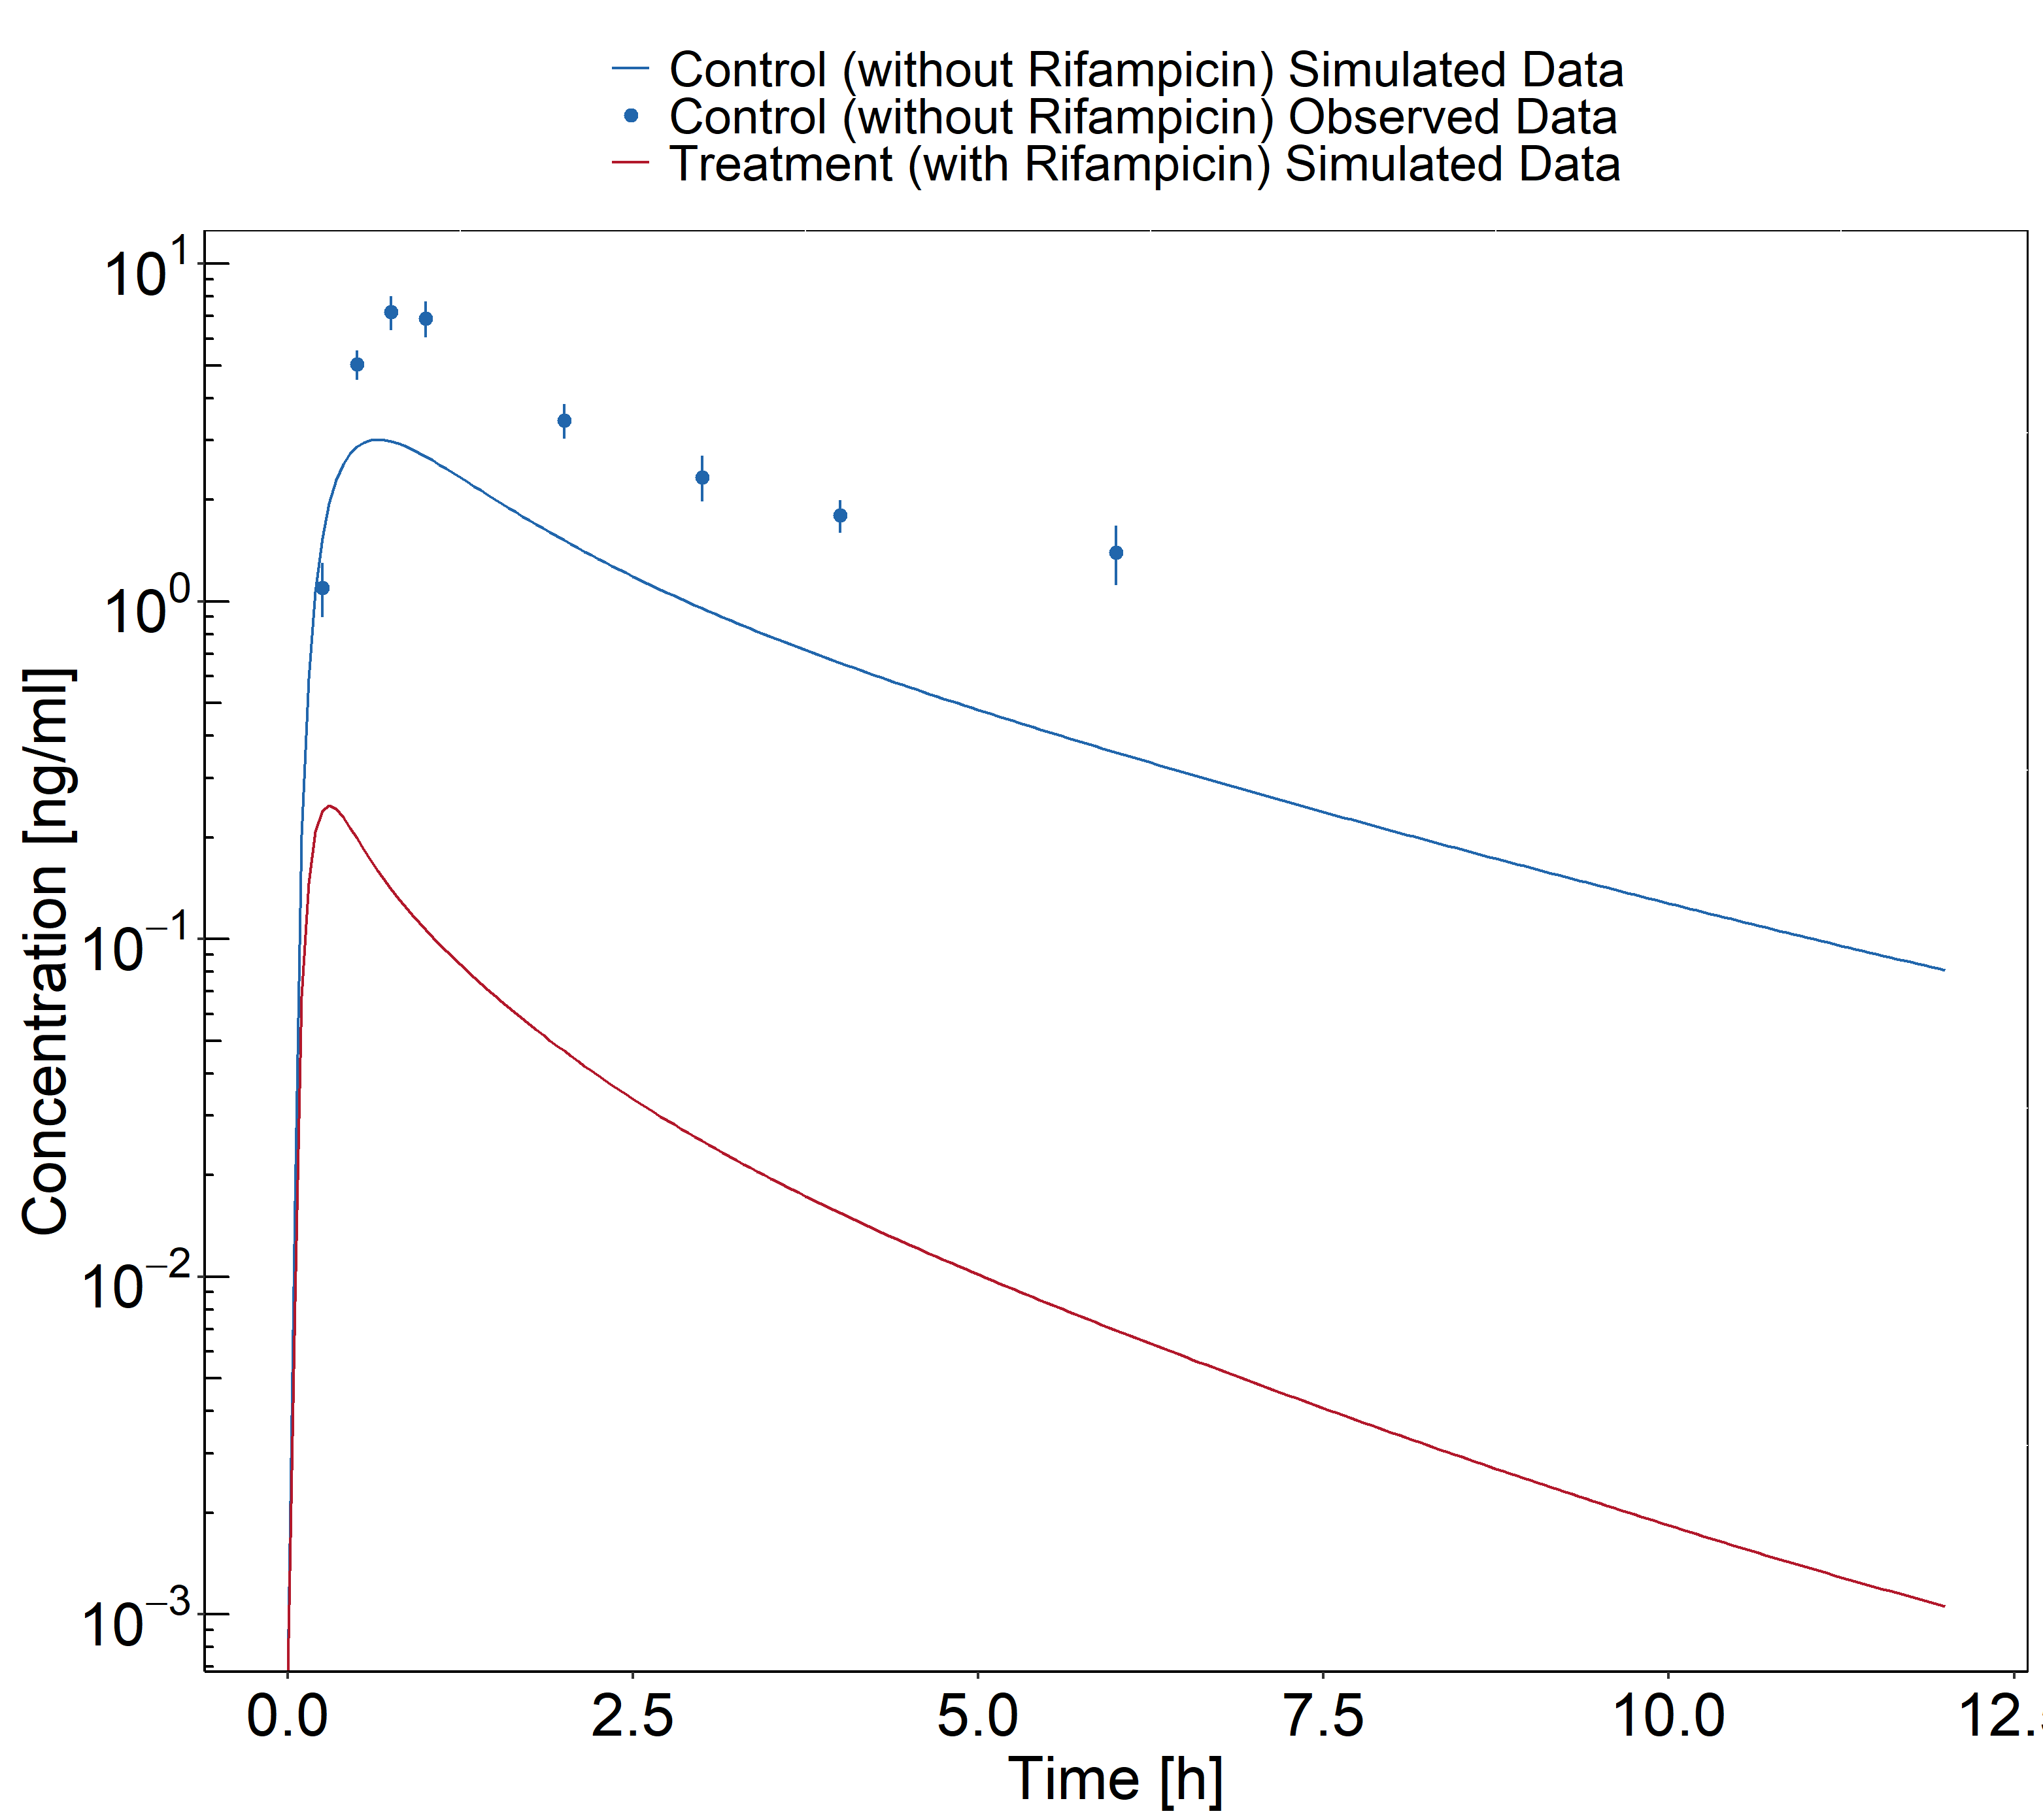 Control (without Rifampicin) Simulated Data
Control (without Rifampicin) Observed Data
Treatment (with Rifampicin) Simulated Data
10¹
10⁰
10⁻¹
10⁻²
10⁻³
Concentration [ng/ml]
0.0 2.5 5.0 7.5 10.0 12.
Time [h]